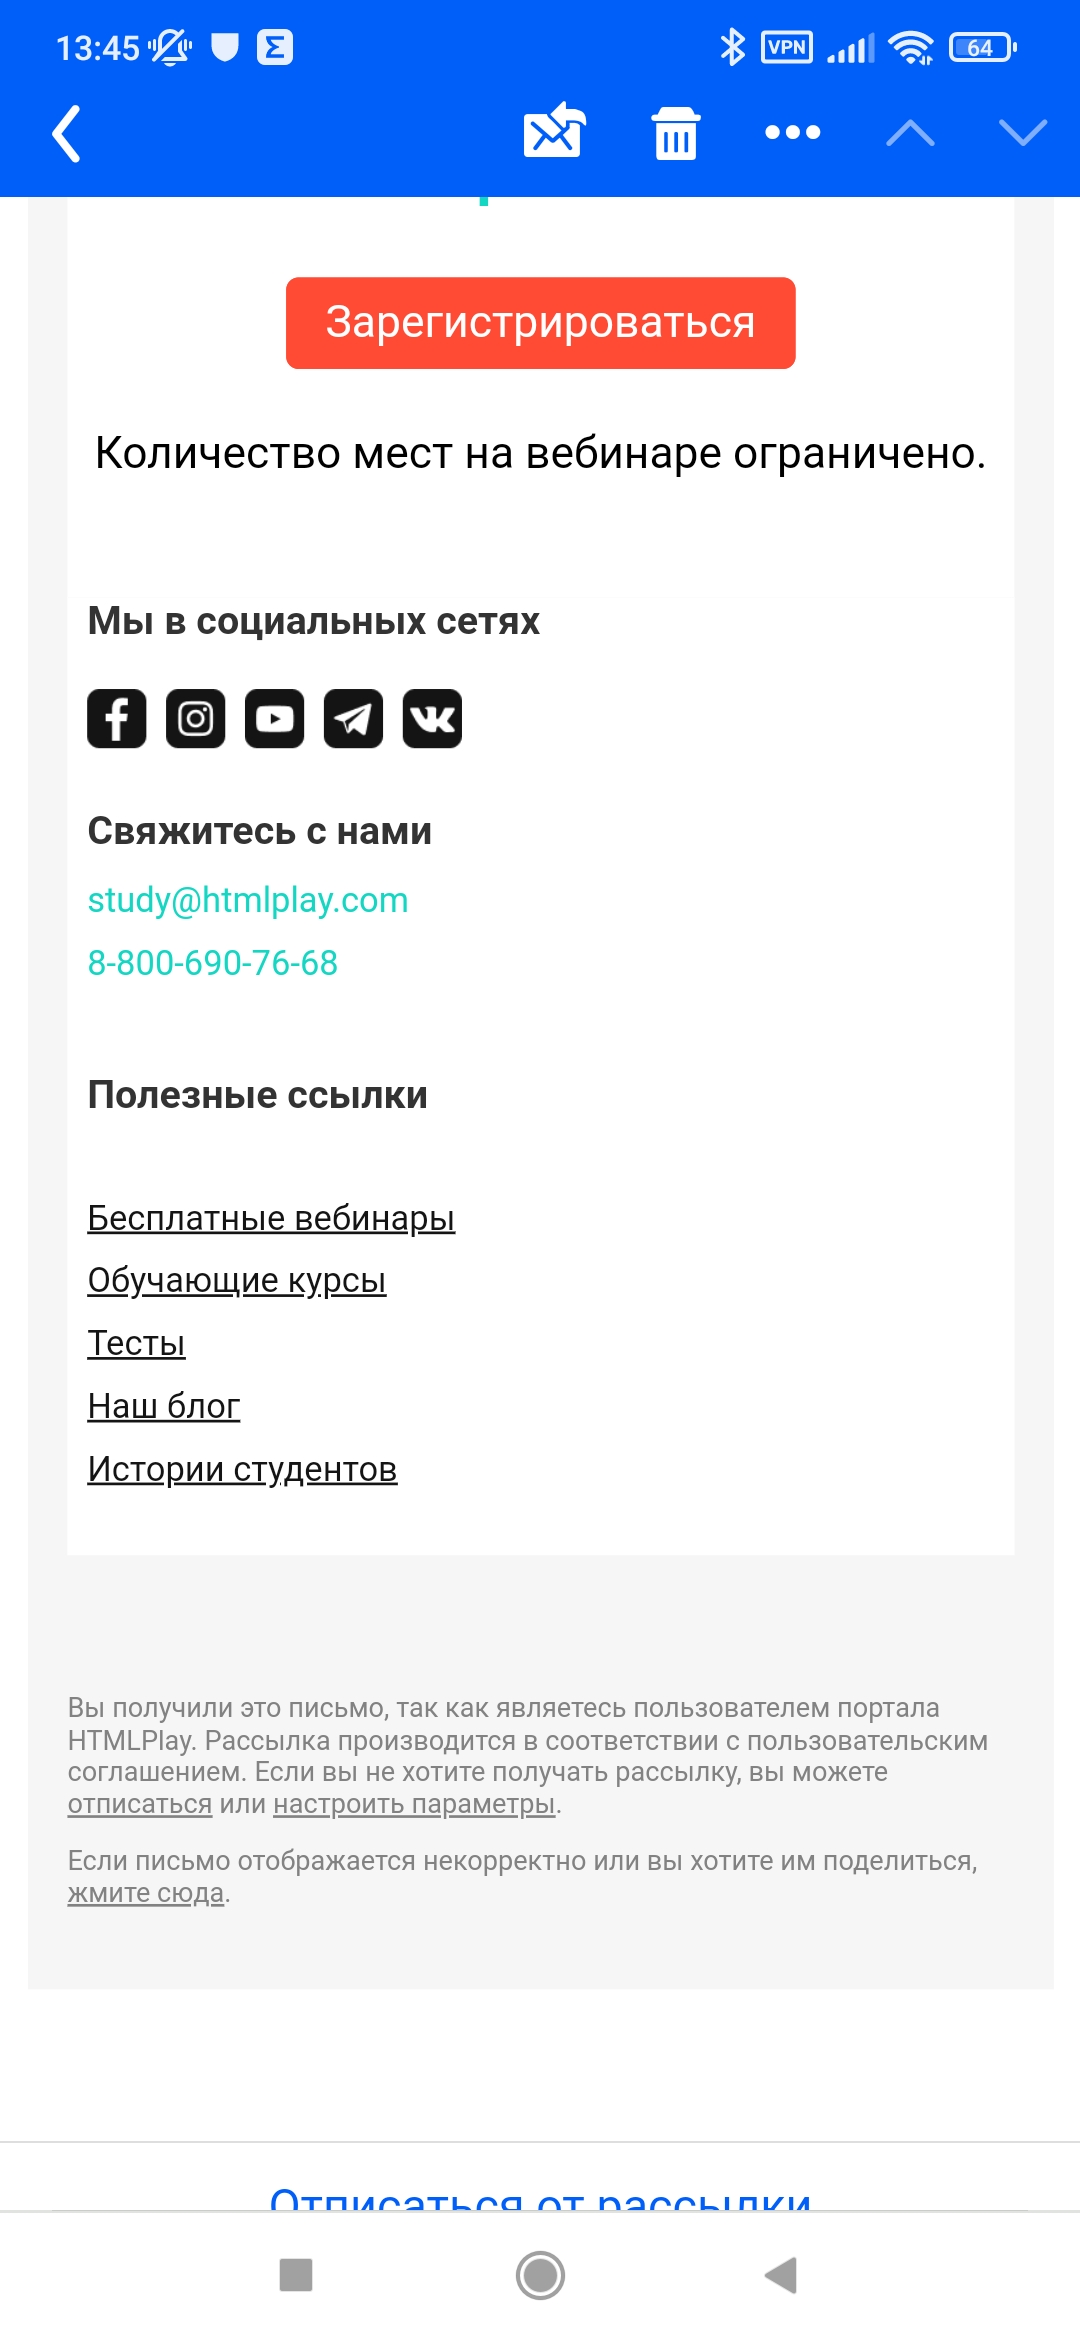 13:45
VPN
64
Зарегистрироваться
Количество мест на вебинаре ограничено.
Мы в социальных сетях
Свяжитесь с нами
study@htmlplay.com
8-800-690-76-68
Полезные ссылки
Бесплатные вебинары
Обучающие курсы
Тесты
Наш блог
Истории студентов
Вы получили это письмо, так как являетесь пользователем портала
HTMLPlay. Рассылка производится в соответствии с пользовательским
соглашением. Если вы не хотите получать рассылку, вы можете
отписаться или настроить параметры.
Если письмо отображается некорректно или вы хотите им поделиться,
жмите сюда.
Отписаться от рассылки